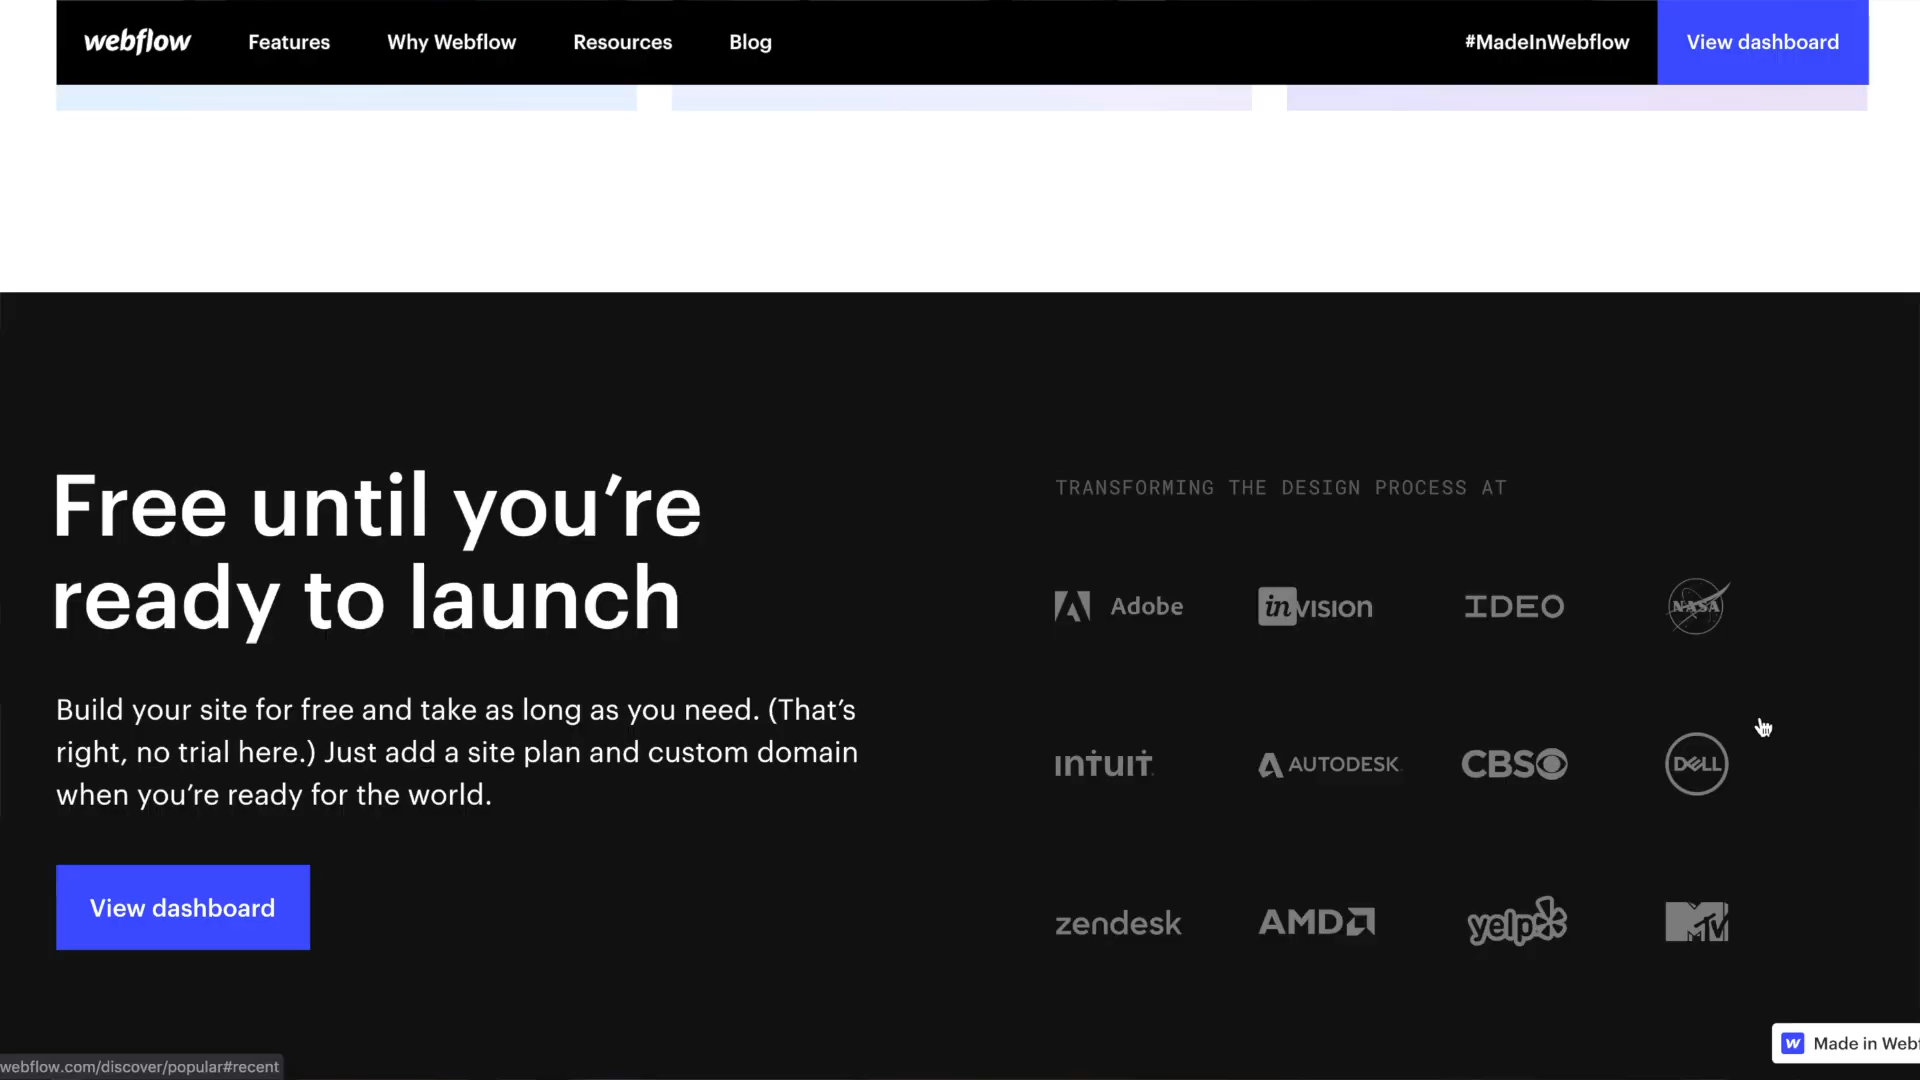 webflow
Features
Why Webflow
Resources
Blog
#MadeInWebflow
View dashboard
Free until you’re
ready to launch
Build your site for free and take as long as you need. (That’s
right, no trial here.) Just add a site plan and custom domain
when you’re ready for the world.
View dashboard
TRANSFORMING THE DESIGN PROCESS AT
Adobe
inVISION
IDEO
NASA
intuit
AUTODESK
CBS
DELL
zendesk
AMD
yelp
MTV
Made in Webf
webflow.com/discover/popular#recent